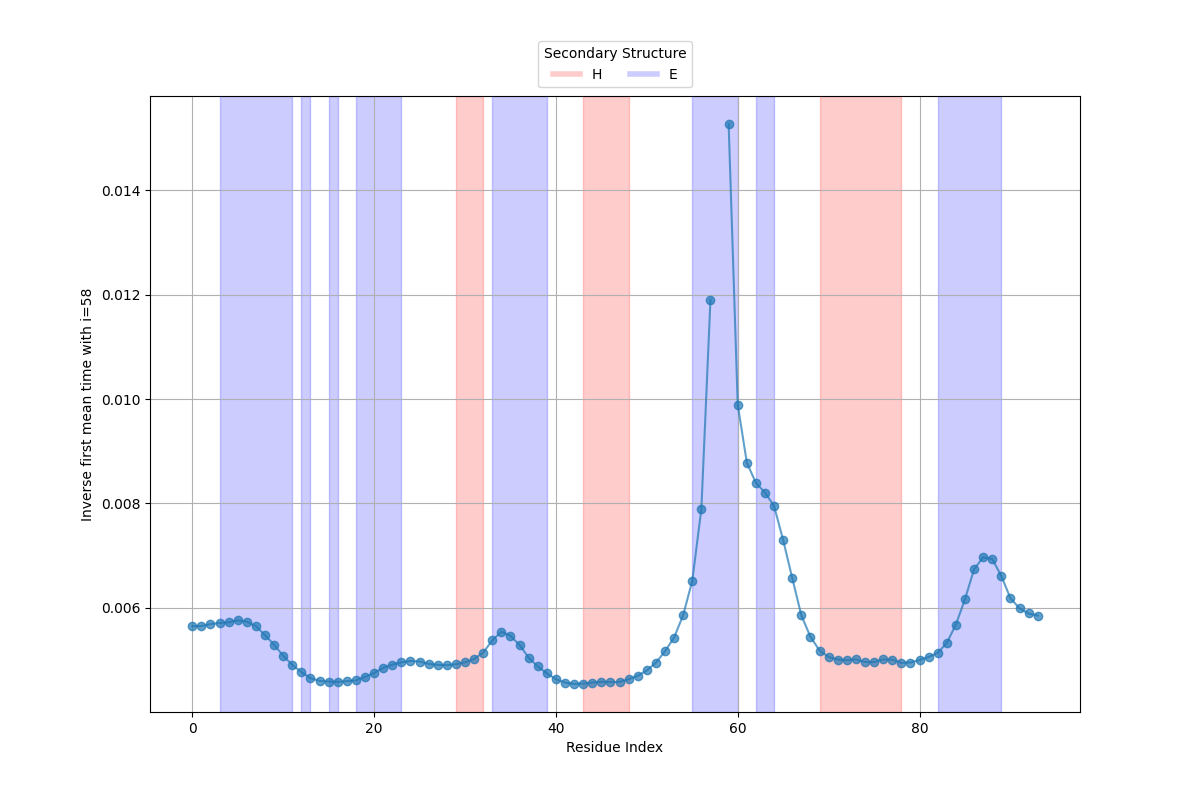 Secondary Structure
H E
0.014
0.012
0.010
0.008
0.006
Inverse first mean time with i=58
0 20 40 60 80
Residue Index